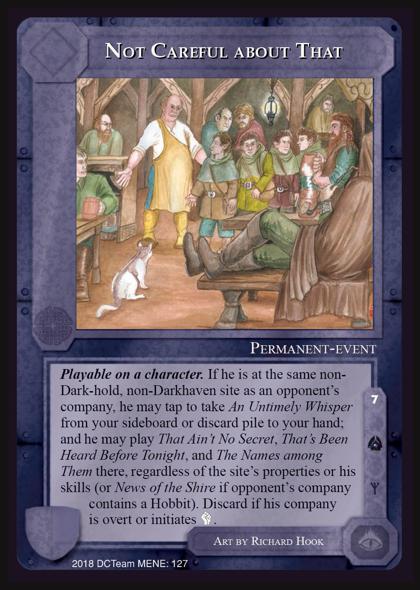 Not Careful about That
Permanent-event
Playable on a character. If he is at the same non-
Dark-hold, non-Darkhaven site as an opponent's
company, he may tap to take An Untimely Whisper
from your sideboard or discard pile to your hand;
and he may play That Ain't No Secret, That's Been
Heard Before Tonight, and The Names among
Them there, regardless of the site's properties or his
skills (or News of the Shire if opponent's company
contains a Hobbit). Discard if his company
is overt or initiates .
7
Art by Richard Hook
2018 DCTeam MENE: 127